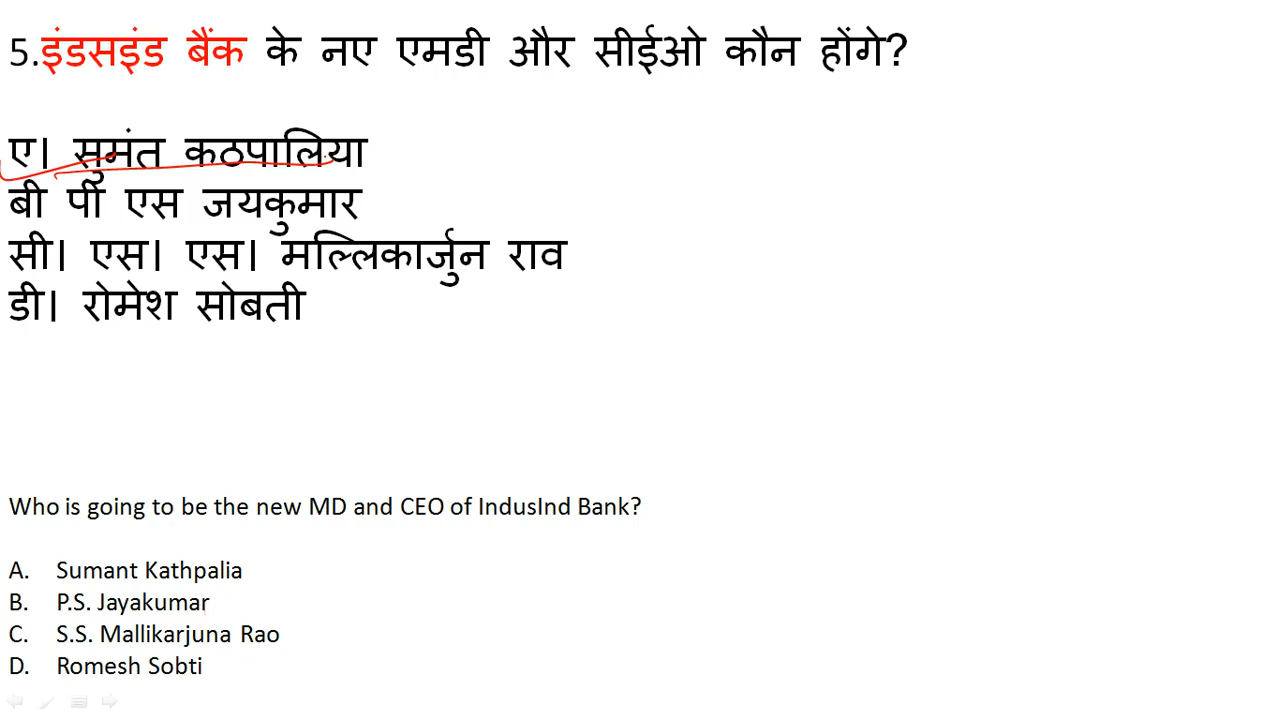 5.इंडसइंड बैंक के नए एमडी और सीईओ कौन होंगे?
ए। सुमंत कठपालिया
बी पी एस जयकुमार
सी। एस। एस। मल्लिकार्जुन राव
डी। रोमेश सोबती
Who is going to be the new MD and CEO of IndusInd Bank?
A. Sumant Kathpalia
B. P.S. Jayakumar
C. S.S. Mallikarjuna Rao
D. Romesh Sobti